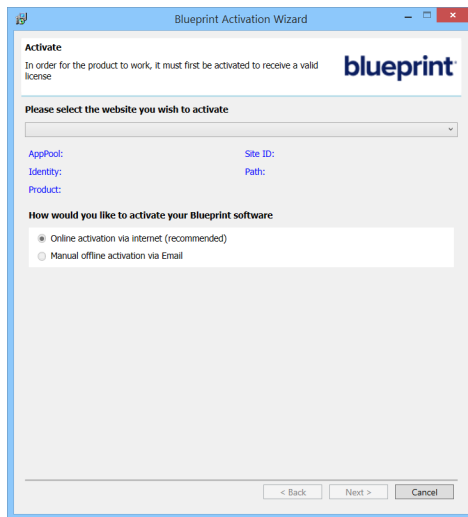 Blueprint Activation Wizard
Activate
In order for the product to work, it must first be activated to receive a valid
license
blueprint
Please select the website you wish to activate
AppPool:
Site ID:
Identity:
Path:
Product:
How would you like to activate your Blueprint software
Online activation via internet (recommended)
Manual offline activation via Email
< Back
Next >
Cancel